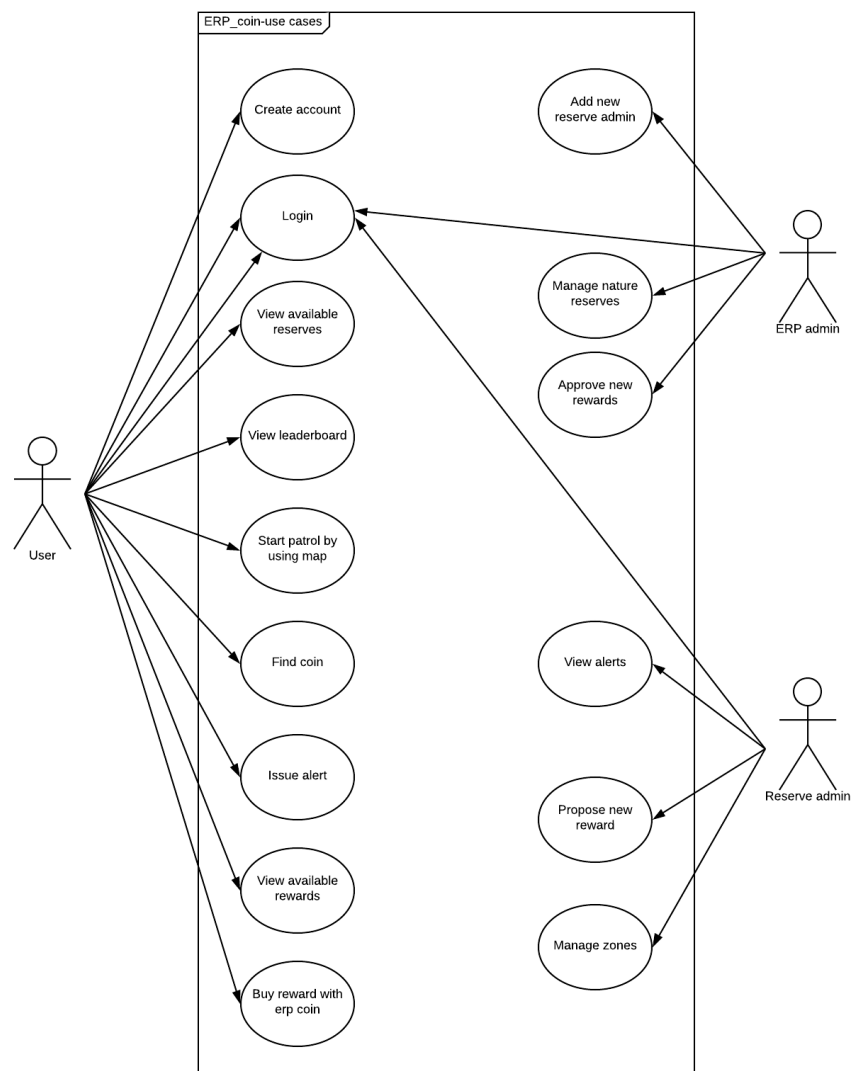 ERP_coin-use cases
Create account
Add new
reserve admin
Login
Manage nature
reserves
ERP admin
View available
reserves
Approve new
rewards
View leaderboard
User
Start patrol by
using map
Find coin
View alerts
Issue alert
Reserve admin
Propose new
reward
View available
rewards
Manage zones
Buy reward with
erp coin